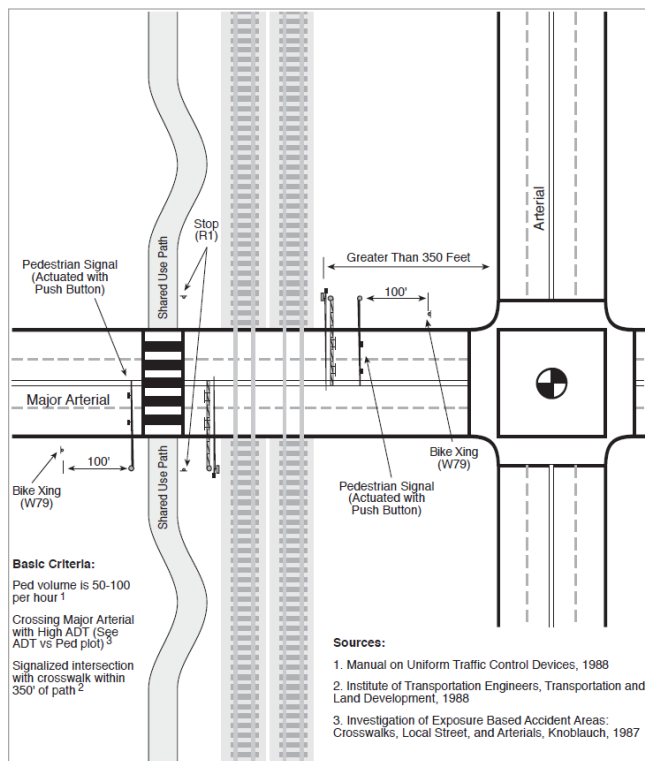 Arterial
Stop
(R1)
Greater Than 350 Feet
Pedestrian Signal
(Actuated with
Push Button)
Shared Use Path
100'
Major Arterial
100'
Bike Xing
(W79)
Bike Xing
(W79)
Shared Use Path
Pedestrian Signal
(Actuated with
Push Button)
Basic Criteria:
Ped volume is 50-100
per hour 1
Crossing Major Arterial
with High ADT (See
ADT vs Ped plot) 3
Signalized intersection
with crosswalk within
350' of path 2
Sources:
1. Manual on Uniform Traffic Control Devices, 1988
2. Institute of Transportation Engineers, Transportation and
Land Development, 1988
3. Investigation of Exposure Based Accident Areas:
Crosswalks, Local Street, and Arterials, Knoblauch, 1987